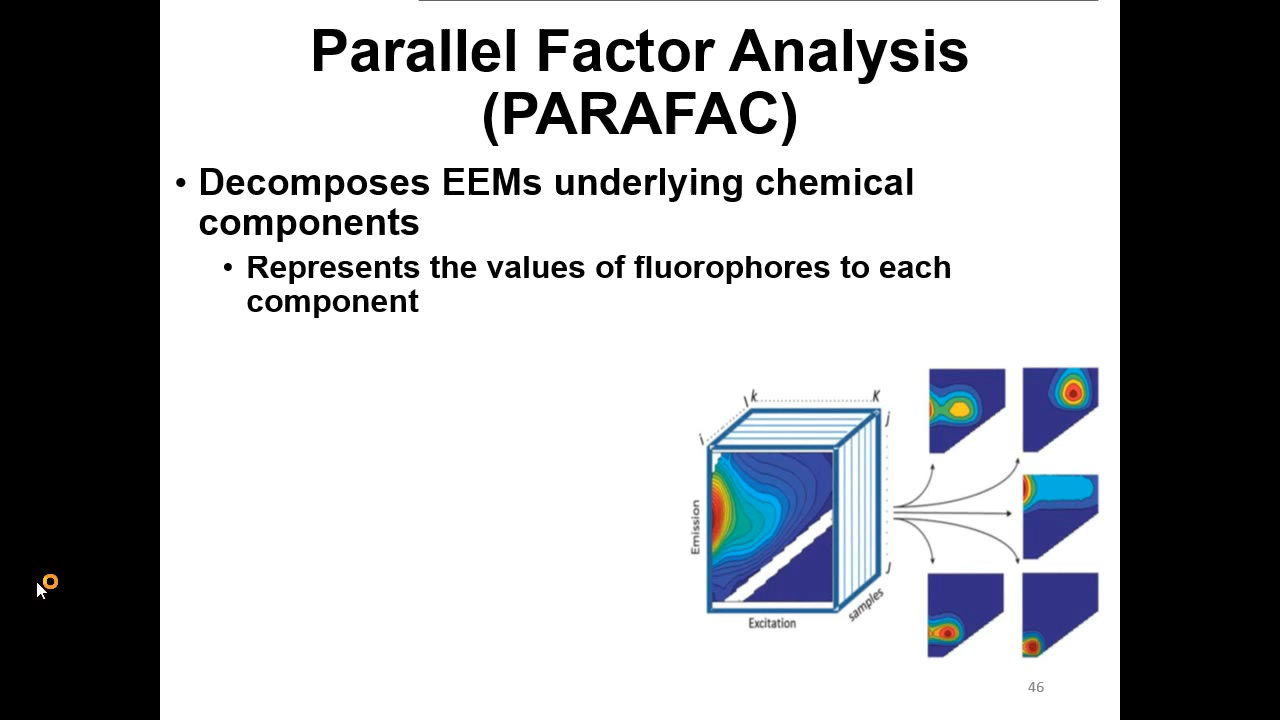 Parallel Factor Analysis
(PARAFAC)
• Decomposes EEMs underlying chemical
components
• Represents the values of fluorophores to each
component
k
K
I
i
j
J
Emission
Excitation
samples
46